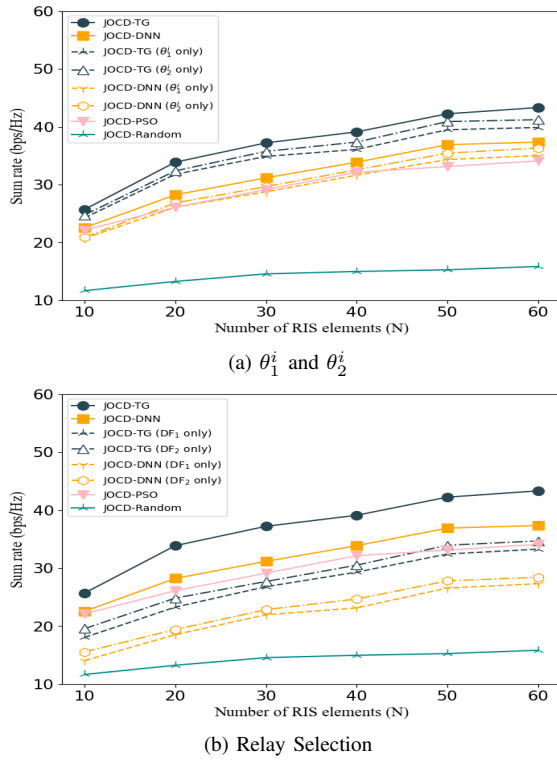 60
50
40
30
20
10
Sum rate (bps/Hz)
JOCD-TG
JOCD-DNN
JOCD-TG (θ₁ⁱ only)
JOCD-TG (θ₂ⁱ only)
JOCD-DNN (θ₁ⁱ only)
JOCD-DNN (θ₂ⁱ only)
JOCD-PSO
JOCD-Random
10 20 30 40 50 60
Number of RIS elements (N)
(a) θ₁ⁱ and θ₂ⁱ
60
50
40
30
20
10
Sum rate (bps/Hz)
JOCD-TG
JOCD-DNN
JOCD-TG (DF₁ only)
JOCD-TG (DF₂ only)
JOCD-DNN (DF₁ only)
JOCD-DNN (DF₂ only)
JOCD-PSO
JOCD-Random
10 20 30 40 50 60
Number of RIS elements (N)
(b) Relay Selection